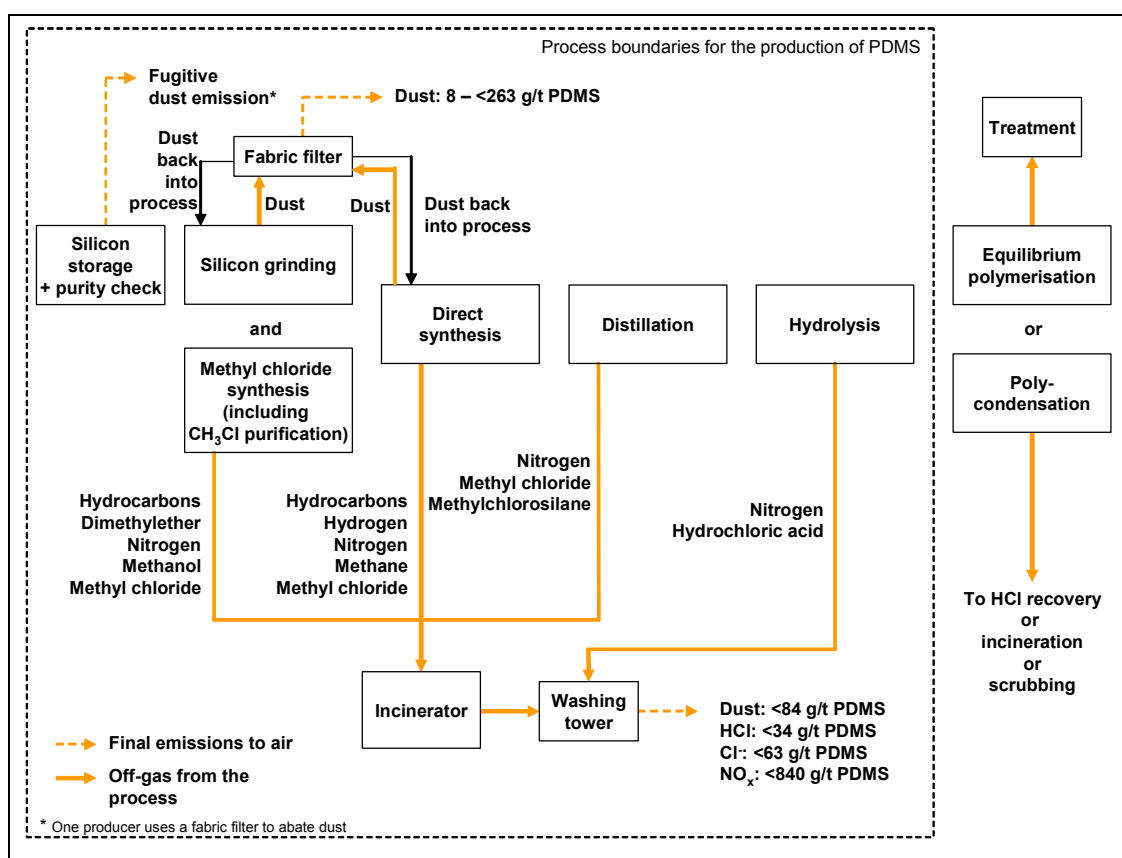 Process boundaries for the production of PDMS
Fugitive
dust emission*
Dust: 8 – <263 g/t PDMS
Dust
back
into
process
Fabric filter
Dust
Dust
Dust back
into process
Silicon
storage
+ purity check
Silicon grinding
and
Methyl chloride
synthesis
(including
CH₃Cl purification)
Direct
synthesis
Distillation
Hydrolysis
Treatment
Equilibrium
polymerisation
or
Poly-
condensation
Hydrocarbons
Dimethylether
Nitrogen
Methanol
Methyl chloride
Hydrocarbons
Hydrogen
Nitrogen
Methane
Methyl chloride
Nitrogen
Methyl chloride
Methylchlorosilane
Nitrogen
Hydrochloric acid
To HCl recovery
or
incineration
or
scrubbing
Incinerator
Washing
tower
Dust: <84 g/t PDMS
HCl: <34 g/t PDMS
Cl⁻: <63 g/t PDMS
NOₓ: <840 g/t PDMS
Final emissions to air
Off-gas from the
process
* One producer uses a fabric filter to abate dust